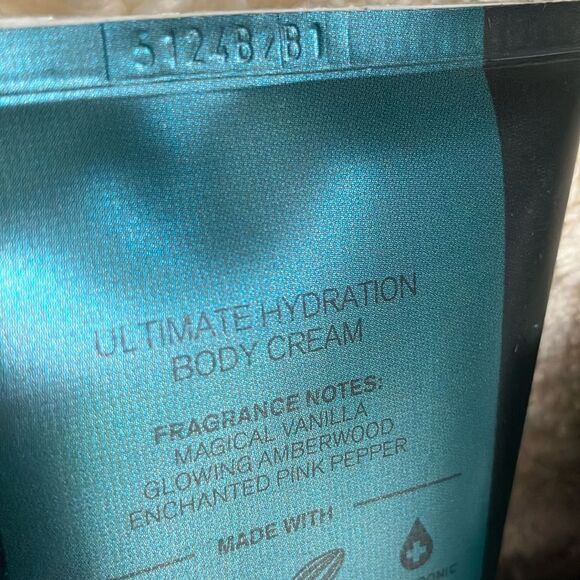 51248/B1
ULTIMATE HYDRATION
BODY CREAM
FRAGRANCE NOTES:
MAGICAL VANILLA
GLOWING AMBERWOOD
ENCHANTED PINK PEPPER
MADE WITH